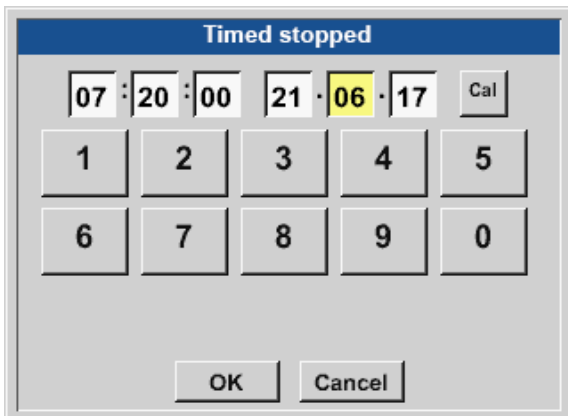 Timed stopped
07 : 20 : 00 21 . 06 . 17 Cal
1 2 3 4 5
6 7 8 9 0
OK Cancel